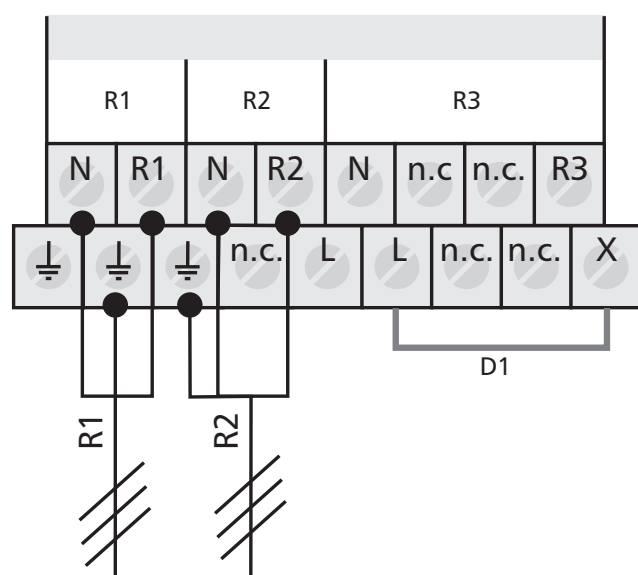 R1 R2 R3
N R1 N R2 N n.c n.c. R3
n.c. L L n.c. n.c. X
D1
R1 R2